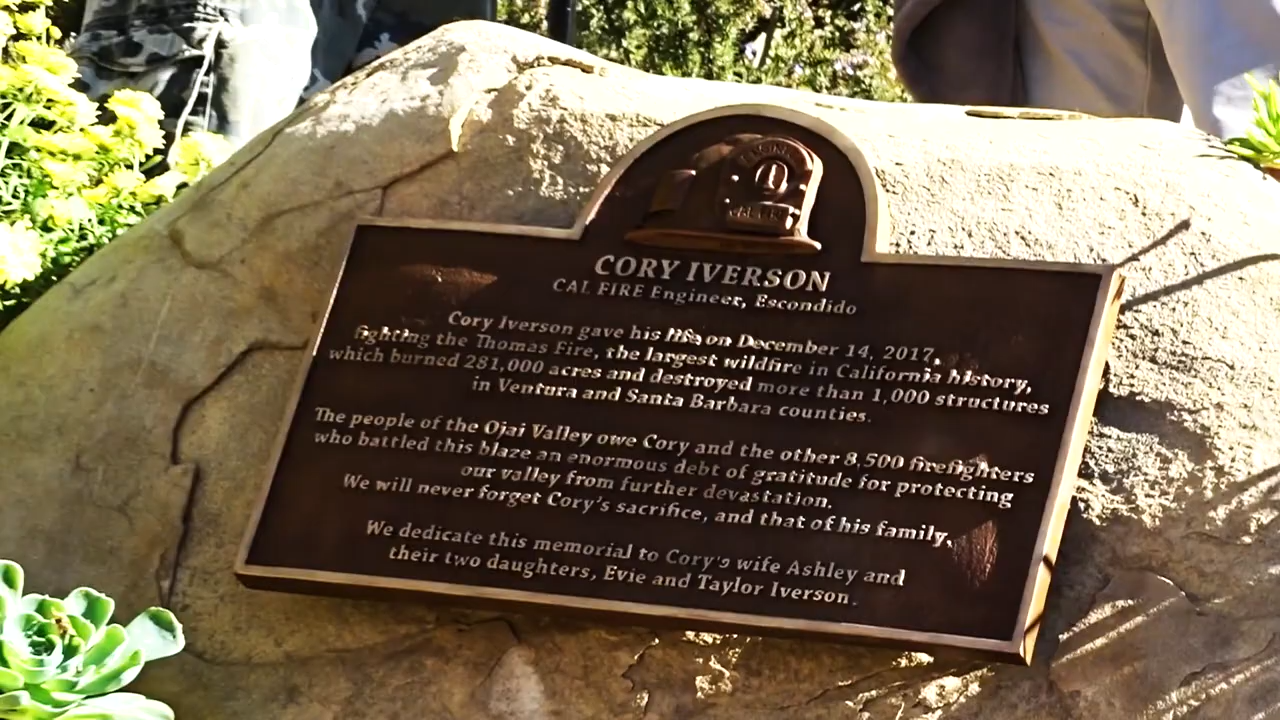 ENGINEER
CAL FIRE
CORY IVERSON
CAL FIRE Engineer, Escondido
Cory Iverson gave his life on December 14, 2017,
fighting the Thomas Fire, the largest wildfire in California history,
which burned 281,000 acres and destroyed more than 1,000 structures
in Ventura and Santa Barbara counties.
The people of the Ojai Valley owe Cory and the other 8,500 firefighters
who battled this blaze an enormous debt of gratitude for protecting
our valley from further devastation.
We will never forget Cory's sacrifice, and that of his family.
We dedicate this memorial to Cory's wife Ashley and
their two daughters, Evie and Taylor Iverson.